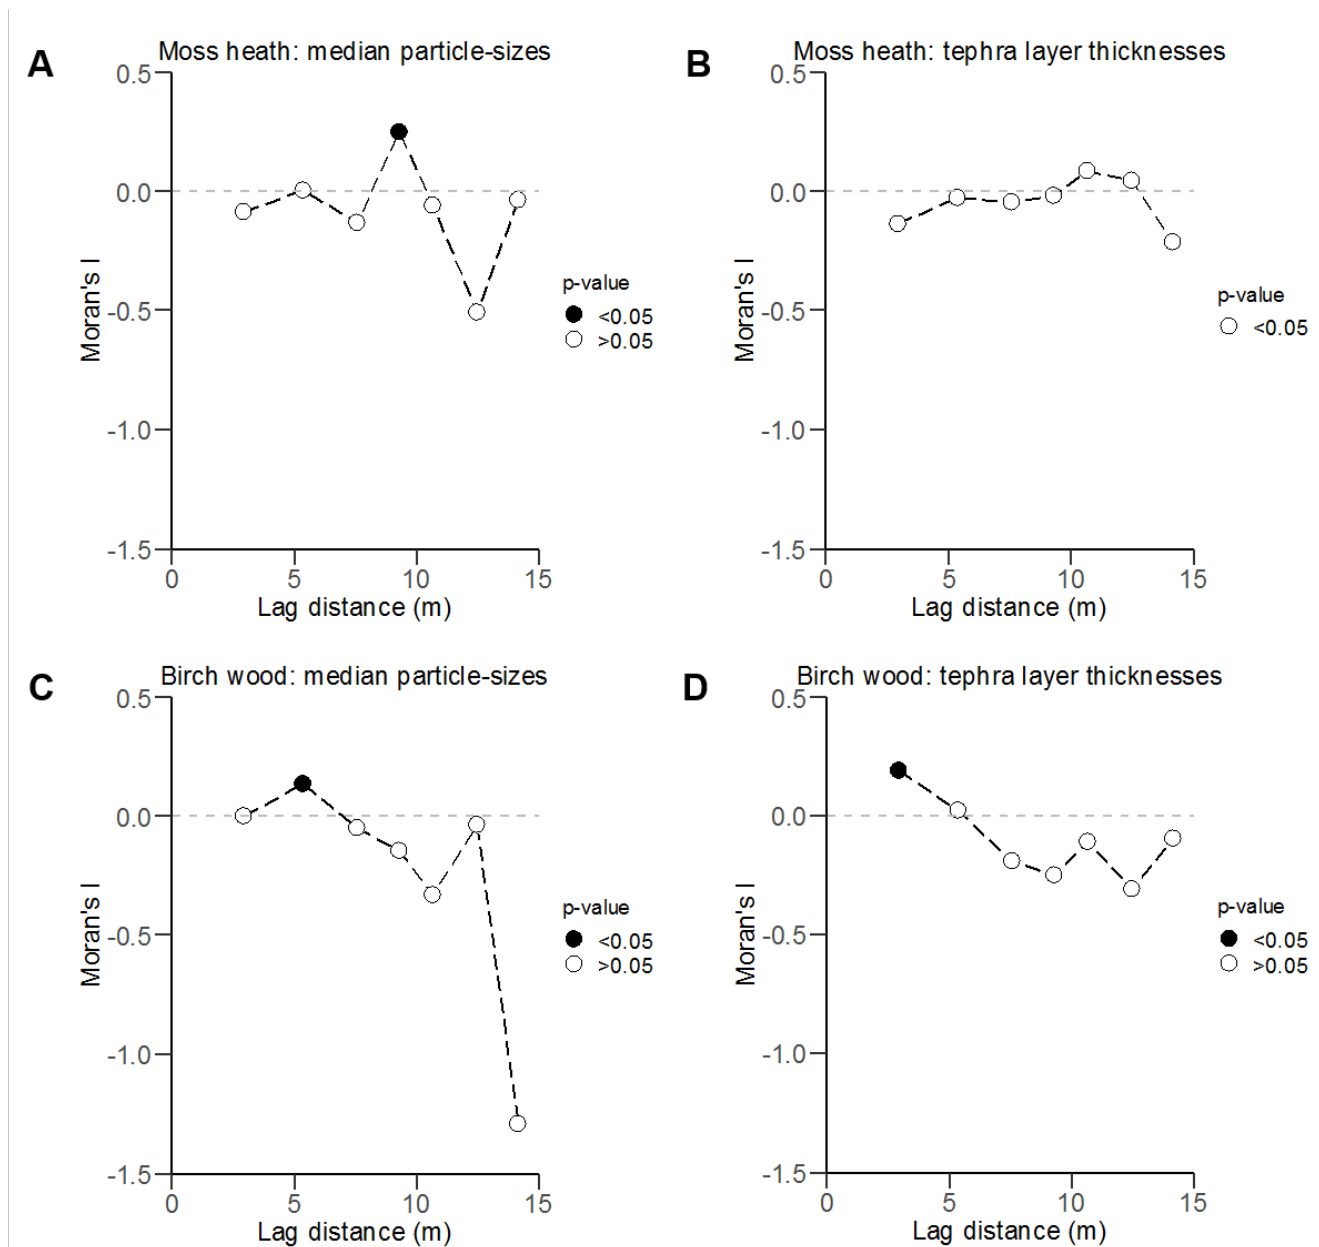 A
Moss heath: median particle-sizes
0.5
0.0
-0.5
-1.0
-1.5
Moran's I
0
5
10
15
Lag distance (m)
p-value
<0.05
>0.05
B
Moss heath: tephra layer thicknesses
0.5
0.0
-0.5
-1.0
-1.5
Moran's I
0
5
10
15
Lag distance (m)
p-value
<0.05
C
Birch wood: median particle-sizes
0.5
0.0
-0.5
-1.0
-1.5
Moran's I
0
5
10
15
Lag distance (m)
p-value
<0.05
>0.05
D
Birch wood: tephra layer thicknesses
0.5
0.0
-0.5
-1.0
-1.5
Moran's I
0
5
10
15
Lag distance (m)
p-value
<0.05
>0.05